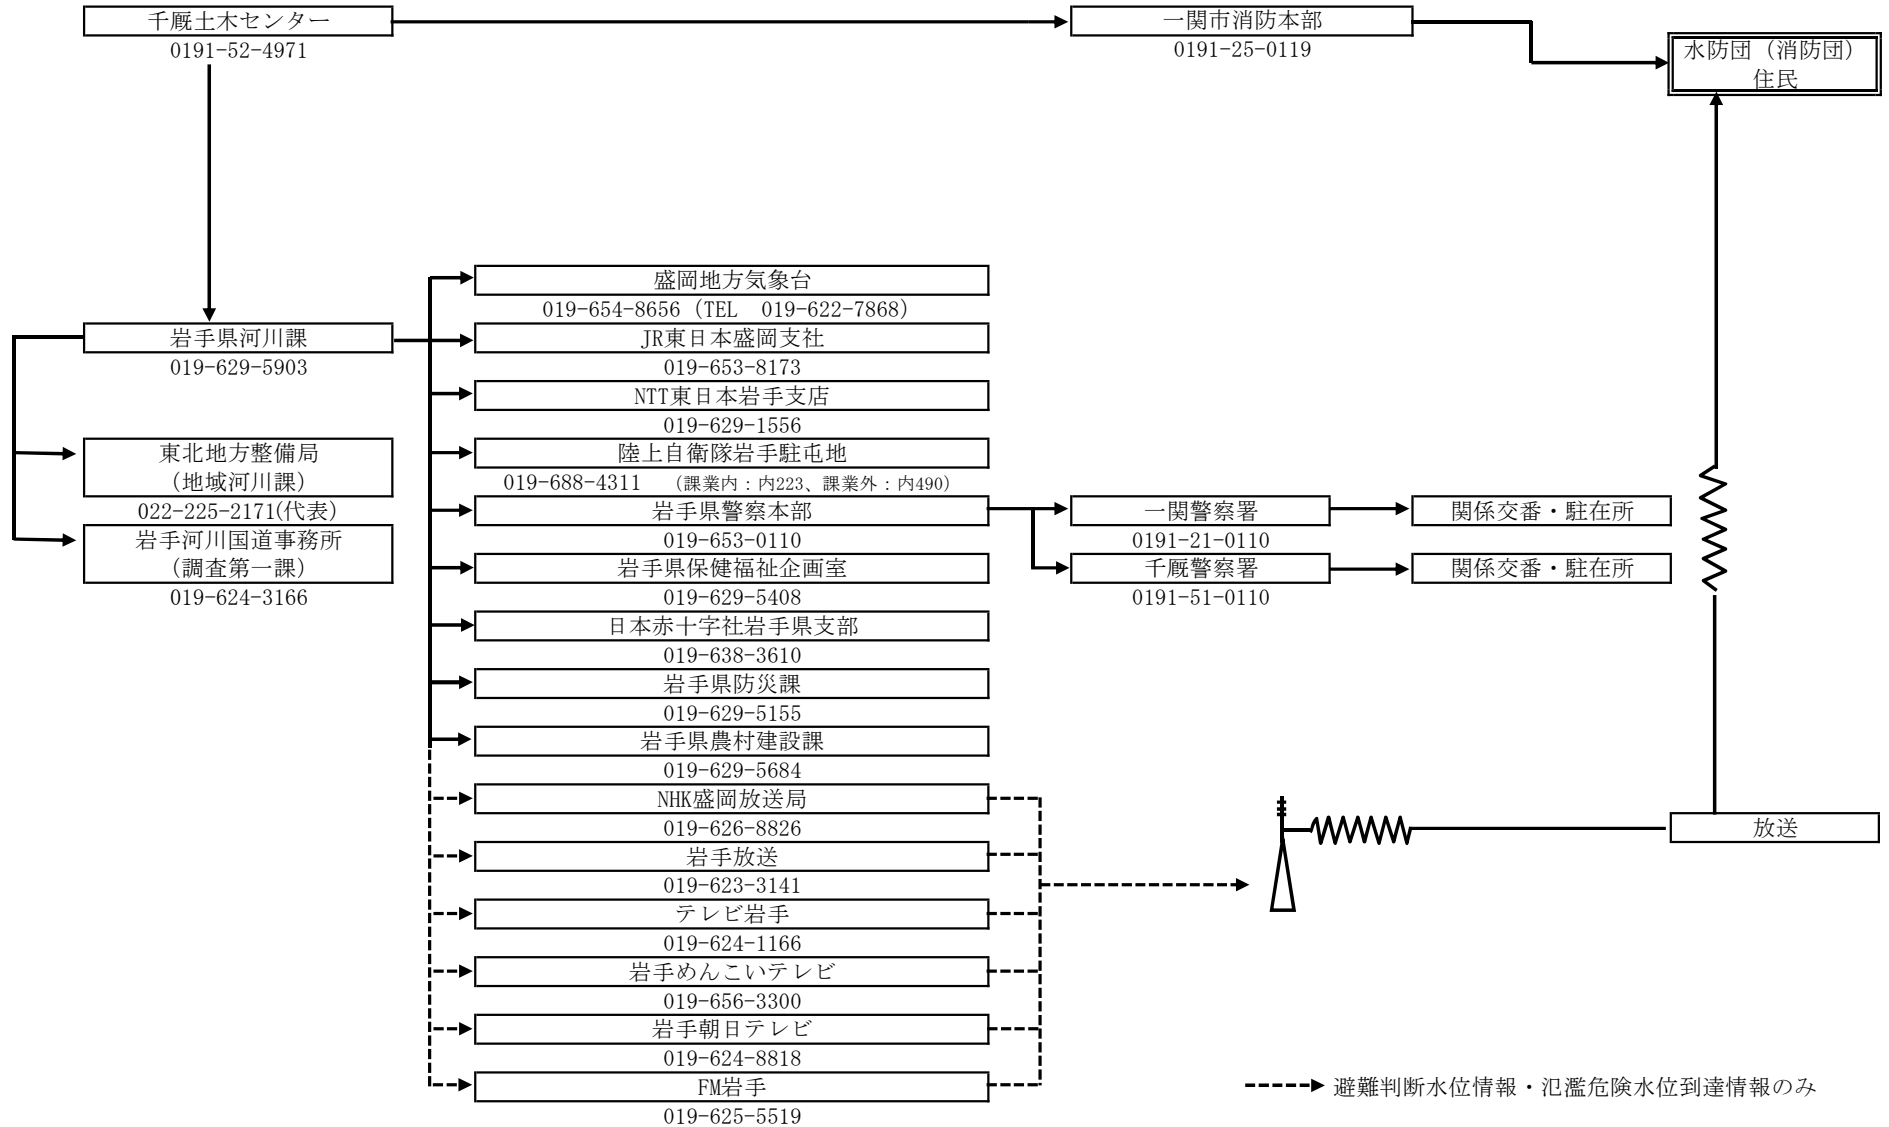 千厩土木センター
0191-52-4971
一関市消防本部
0191-25-0119
水防団（消防団）
住民
岩手県河川課
019-629-5903
東北地方整備局
（地域河川課）
022-225-2171(代表）
岩手河川国道事務所
（調査第一課）
019-624-3166
盛岡地方気象台
019-654-8656（TEL　019-622-7868）
JR東日本盛岡支社
019-653-8173
NTT東日本岩手支店
019-629-1556
陸上自衛隊岩手駐屯地
019-688-4311　（課業内：内223、課業外：内490）
岩手県警察本部
019-653-0110
岩手県保健福祉企画室
019-629-5408
日本赤十字社岩手県支部
019-638-3610
岩手県防災課
019-629-5155
岩手県農村建設課
019-629-5684
NHK盛岡放送局
019-626-8826
岩手放送
019-623-3141
テレビ岩手
019-624-1166
岩手めんこいテレビ
019-656-3300
岩手朝日テレビ
019-624-8818
FM岩手
019-625-5519
一関警察署
0191-21-0110
関係交番・駐在所
千厩警察署
0191-51-0110
関係交番・駐在所
放送
避難判断水位情報・氾濫危険水位到達情報のみ